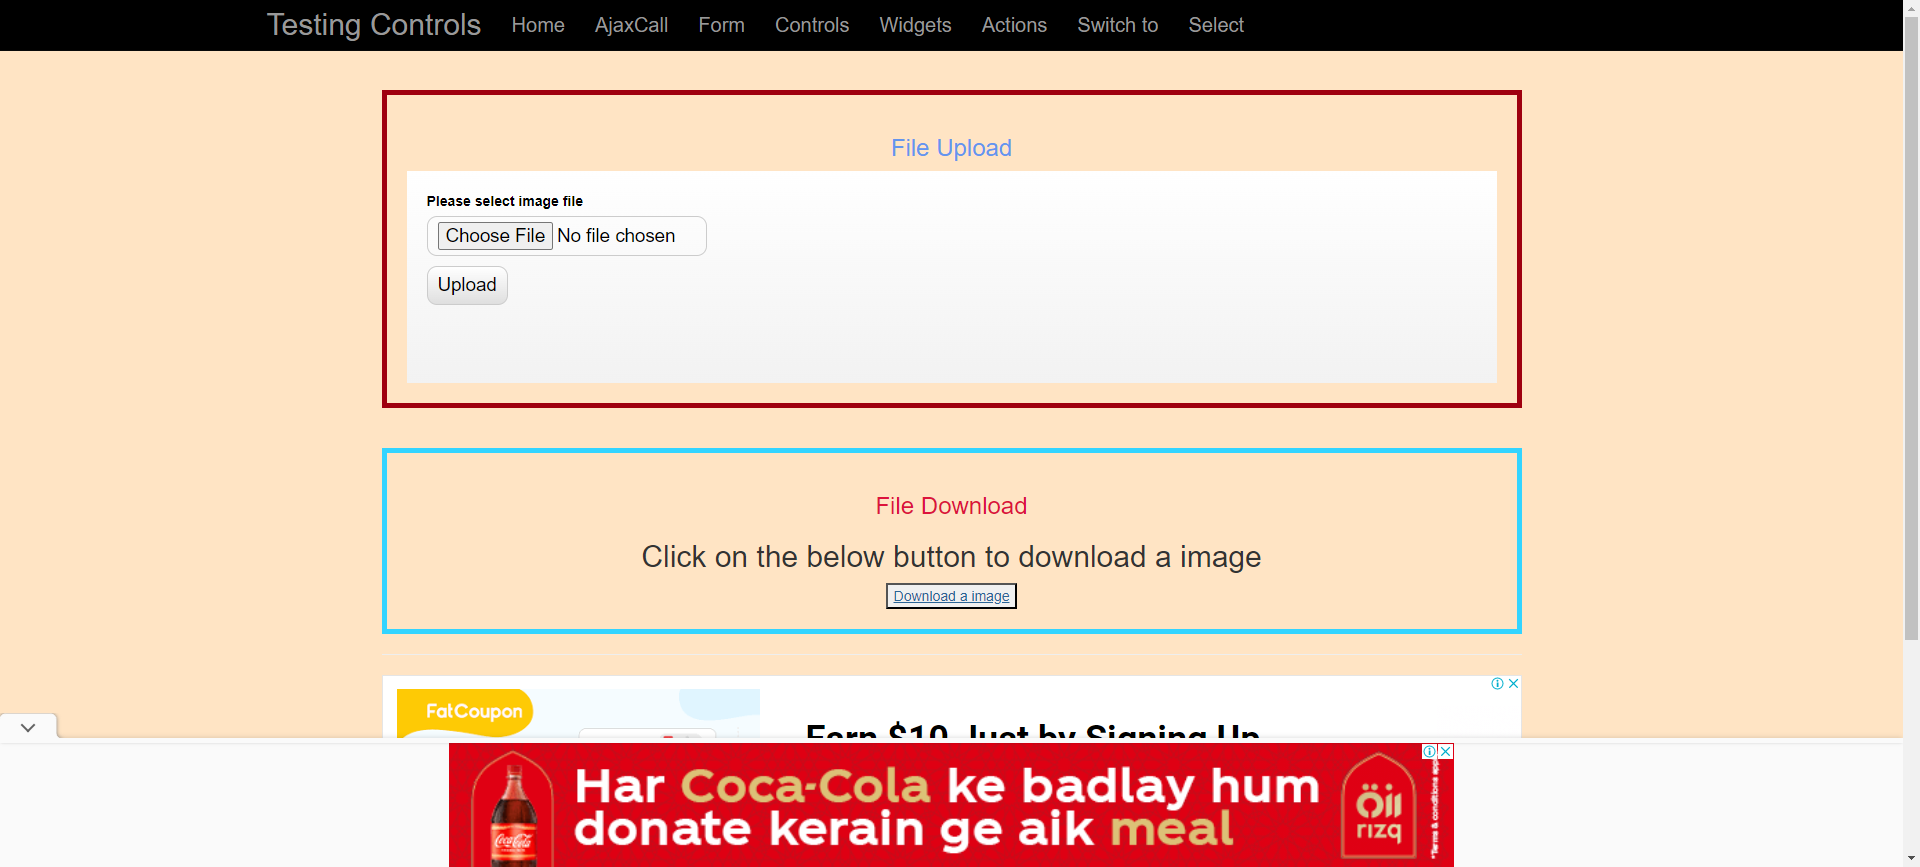 Testing Controls Home AjaxCall Form Controls Widgets Actions Switch to Select
File Upload
Please select image file
Choose File No file chosen
Upload
File Download
Click on the below button to download a image
Download a image
FatCoupon
Earn $10 Just by Signing Up
Har Coca-Cola ke badlay hum
donate kerain ge aik meal
Coca-Cola
rizq
*Terms & conditions